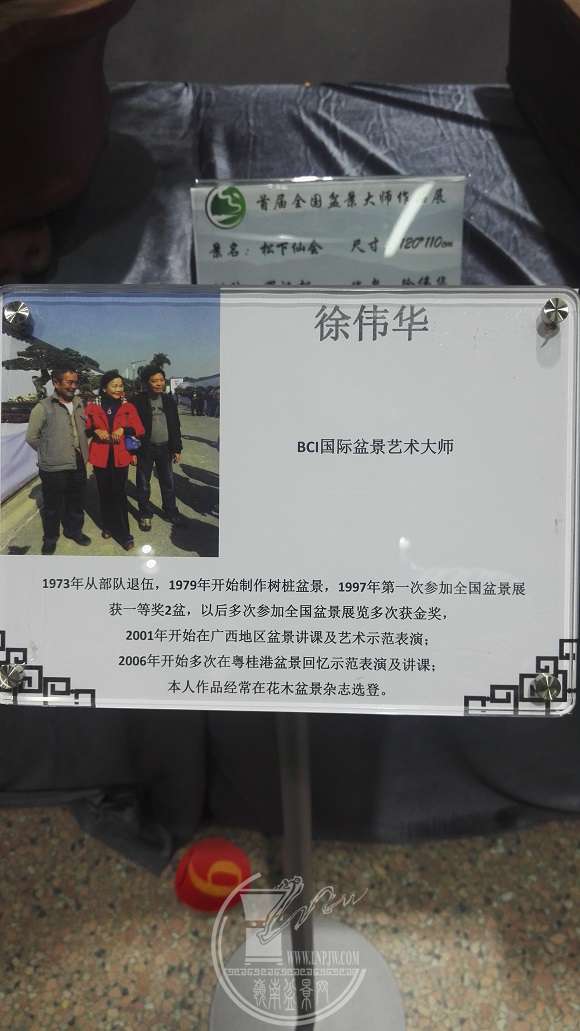 首届全国盆景大师作品展
景名：松下仙会 尺寸：120*110cm
徐伟华
BCI国际盆景艺术大师
1973年从部队退伍，1979年开始制作树桩盆景，1997年第一次参加全国盆景展
获一等奖2盆，以后多次参加全国盆景展览多次获金奖，
2001年开始在广西地区盆景讲课及艺术示范表演；
2006年开始多次在粤桂港盆景回忆示范表演及讲课；
本人作品经常在花木盆景杂志选登。
WWW.LNPJW.COM
嶺南盆景网